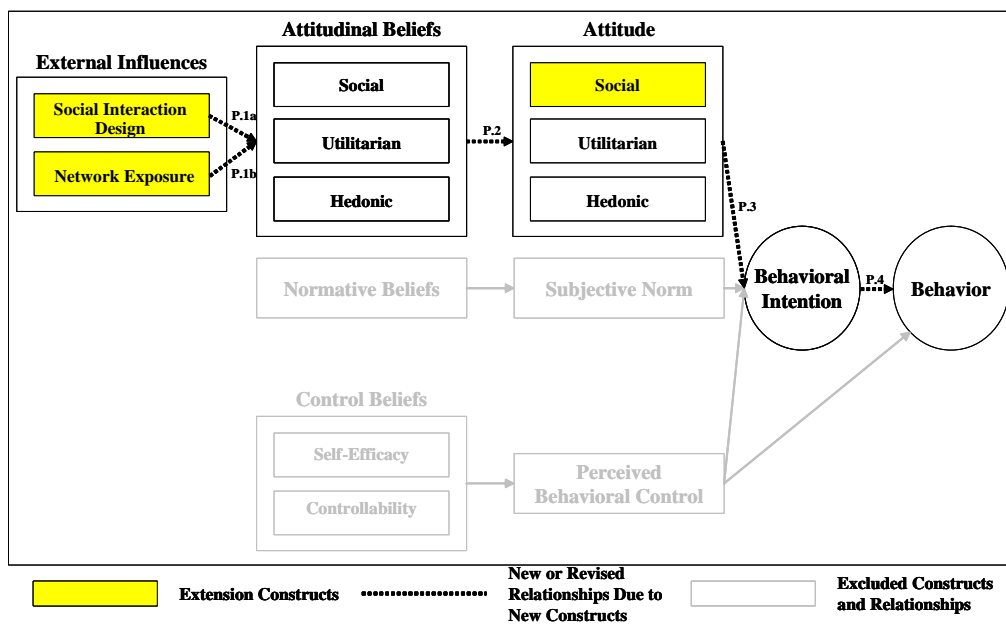 Attitudinal Beliefs
Attitude
External Influences
Social
Social
Social Interaction
Design
P.1a
P.2
Utilitarian
Utilitarian
Network Exposure
P.1b
Hedonic
Hedonic
P.3
Normative Beliefs
Subjective Norm
Behavioral
Intention
P.4
Behavior
Control Beliefs
Self-Efficacy
Controllability
Perceived
Behavioral Control
Extension Constructs
New or Revised
Relationships Due to
New Constructs
Excluded Constructs
and Relationships